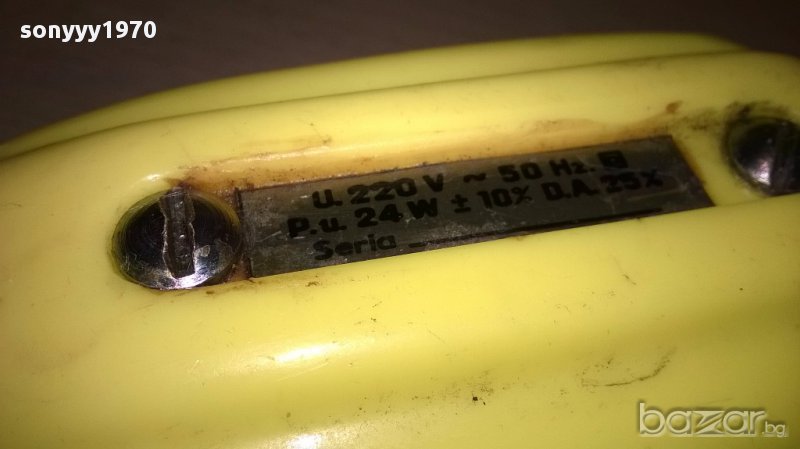 sonyyy1970
U. 220 V ~ 50 Hz.
P.u. 24 W ± 10% D.A. 25%
Seria
bazar.bg